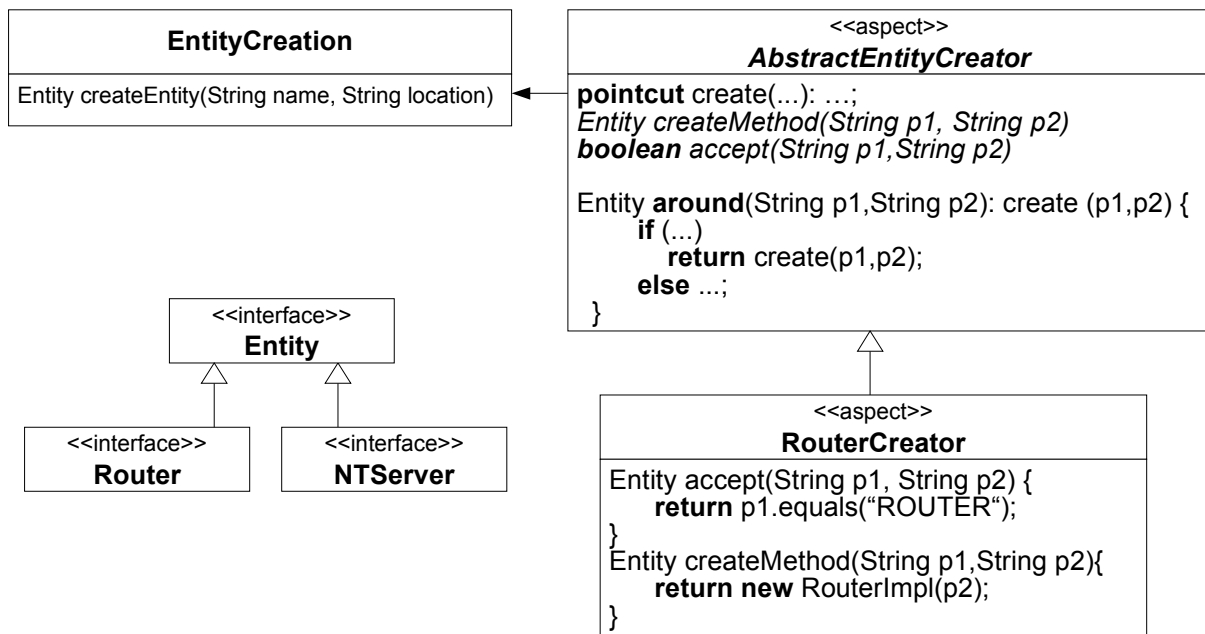 EntityCreation
Entity createEntity(String name, String location)
<<aspect>>
AbstractEntityCreator
pointcut create(...): ...;
Entity createMethod(String p1, String p2)
boolean accept(String p1,String p2)
Entity around(String p1,String p2): create (p1,p2) {
if (...)
return create(p1,p2);
else ...;
}
<<interface>>
Entity
<<interface>>
Router
<<interface>>
NTServer
<<aspect>>
RouterCreator
Entity accept(String p1, String p2) {
return p1.equals(“ROUTER“);
}
Entity createMethod(String p1,String p2){
return new RouterImpl(p2);
}